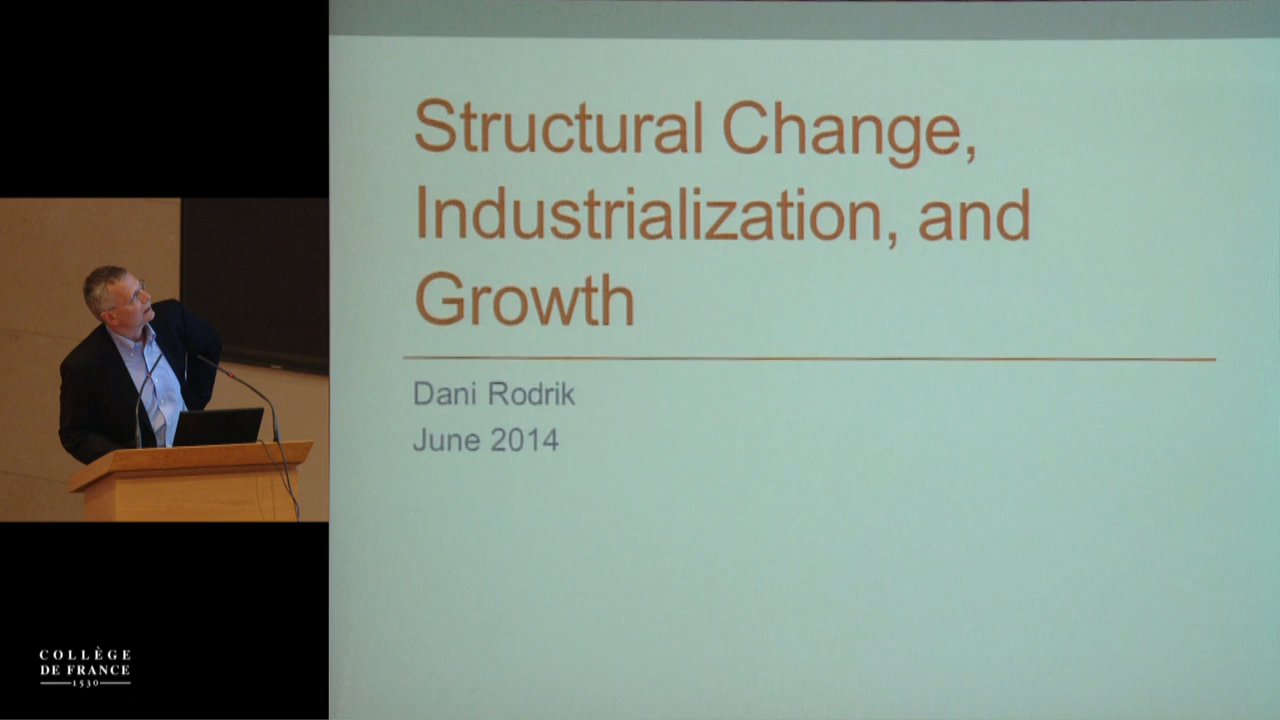 Structural Change,
Industrialization, and
Growth
Dani Rodrik
June 2014
COLLÈGE
DE FRANCE
1530